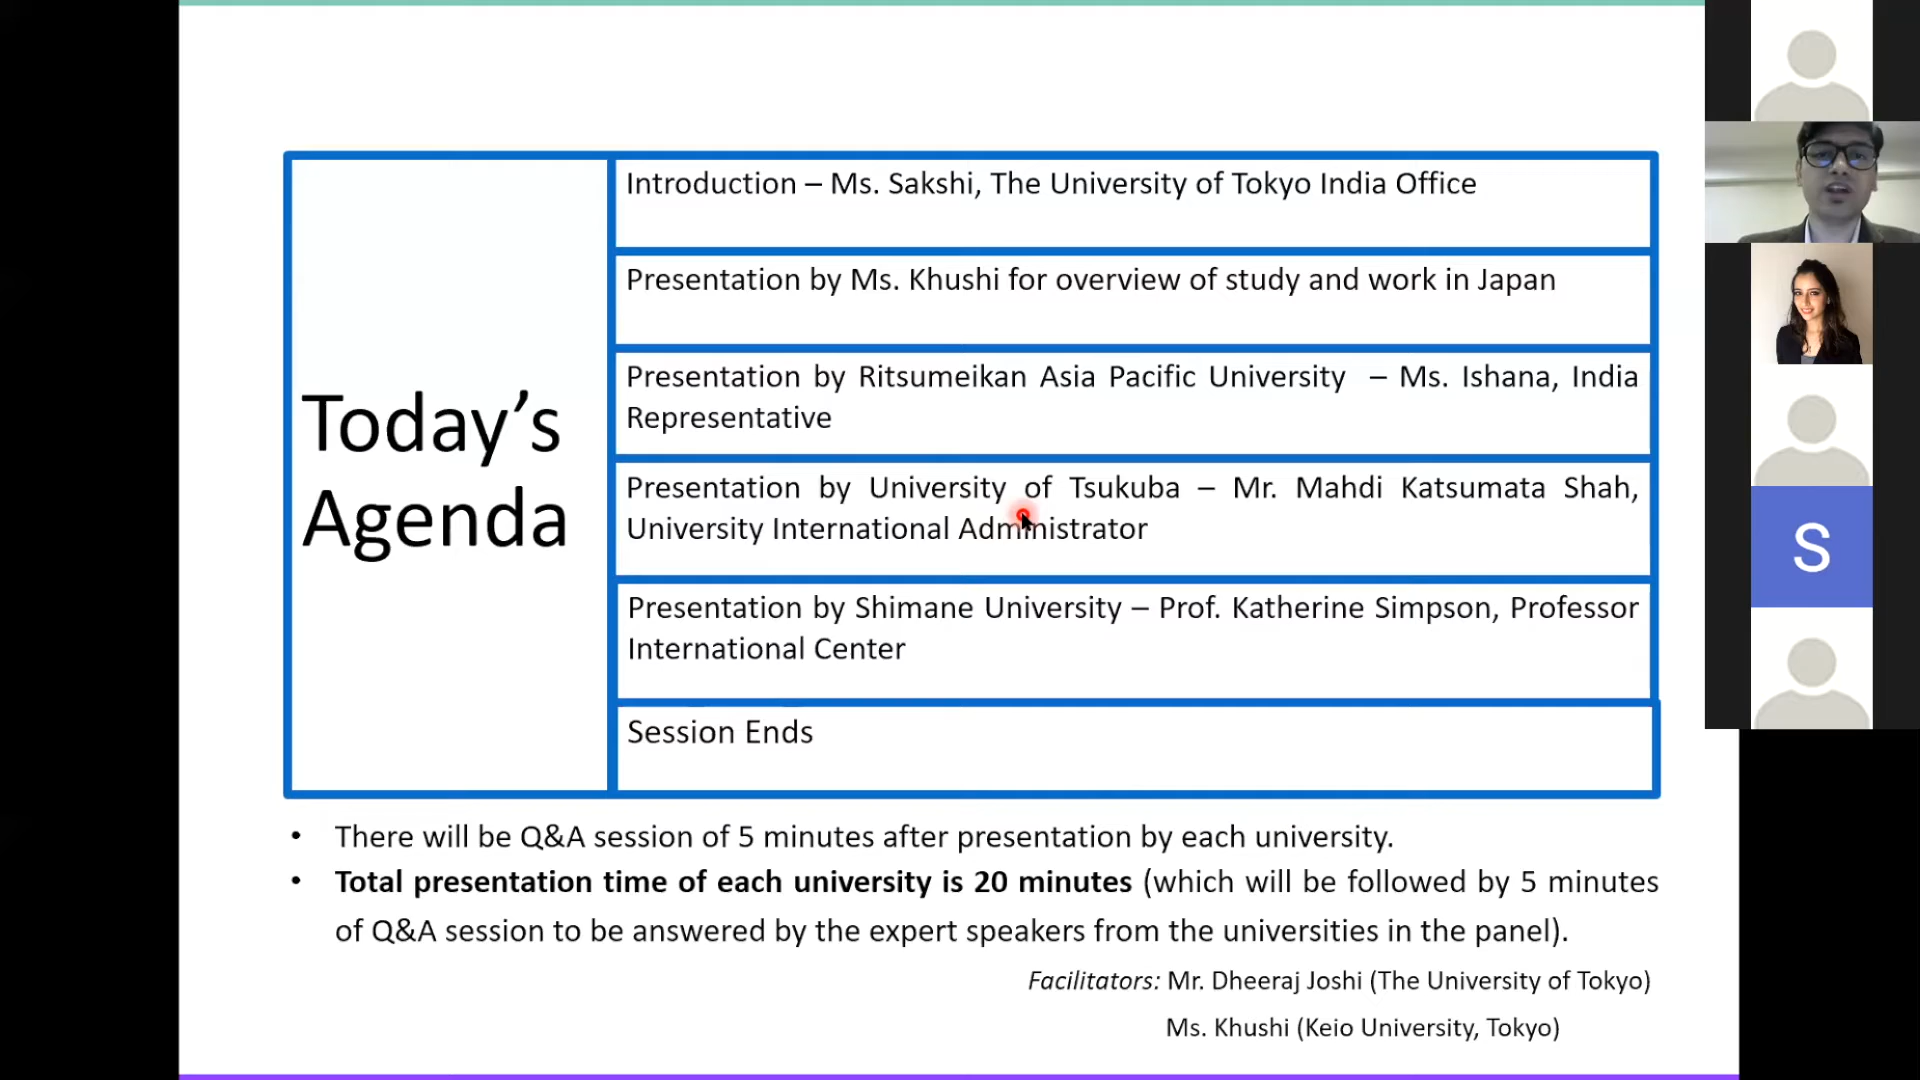 Today’s
Agenda
Introduction – Ms. Sakshi, The University of Tokyo India Office
Presentation by Ms. Khushi for overview of study and work in Japan
Presentation by Ritsumeikan Asia Pacific University – Ms. Ishana, India
Representative
Presentation by University of Tsukuba – Mr. Mahdi Katsumata Shah,
University International Administrator
Presentation by Shimane University – Prof. Katherine Simpson, Professor
International Center
Session Ends
• There will be Q&A session of 5 minutes after presentation by each university.
• Total presentation time of each university is 20 minutes (which will be followed by 5 minutes
of Q&A session to be answered by the expert speakers from the universities in the panel).
Facilitators: Mr. Dheeraj Joshi (The University of Tokyo)
Ms. Khushi (Keio University, Tokyo)
S